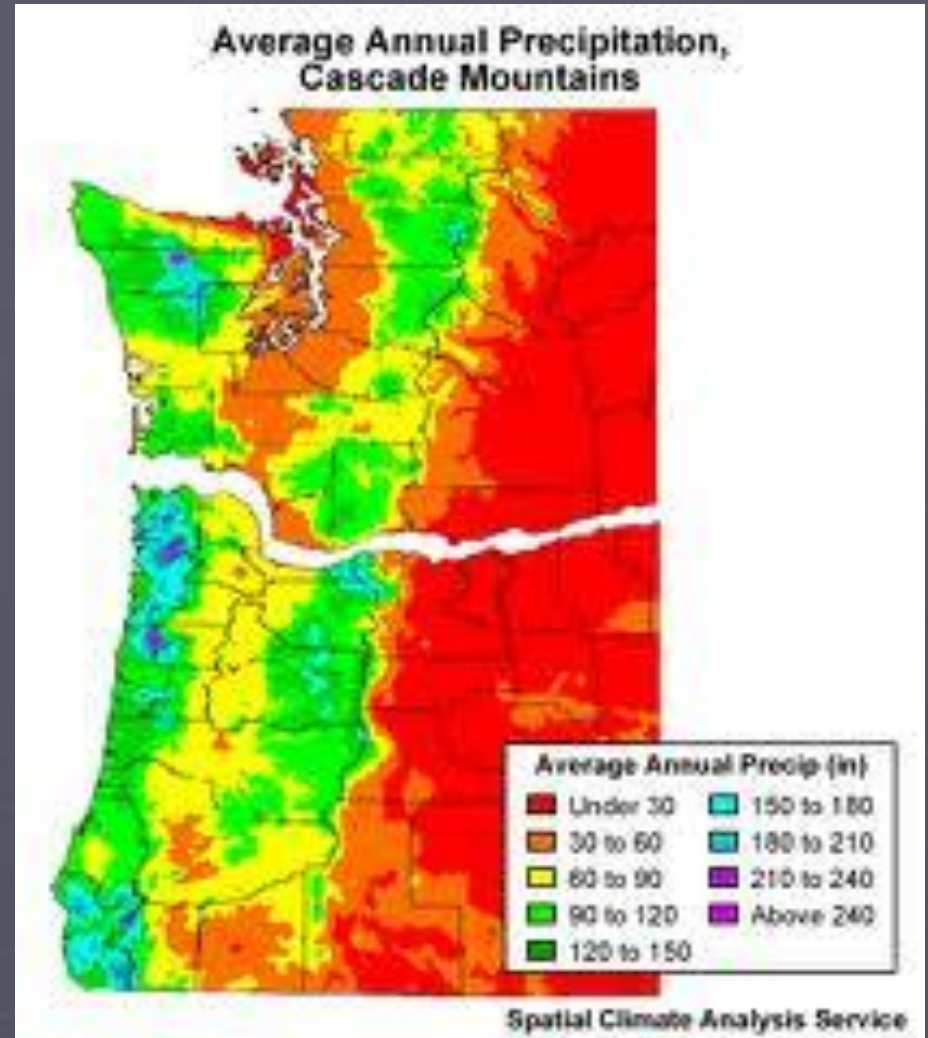 Average Annual Precipitation,
Cascade Mountains
Average Annual Precip (in)
Under 30
30 to 60
60 to 90
90 to 120
120 to 150
150 to 180
180 to 210
210 to 240
Above 240
Spatial Climate Analysis Service